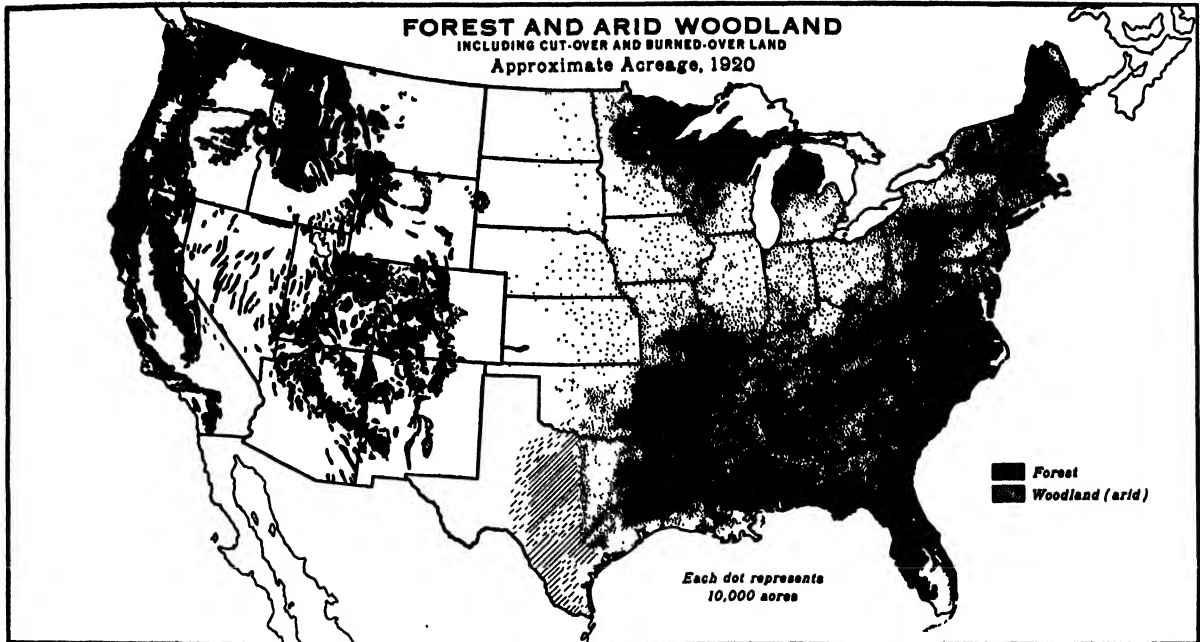 FOREST AND ARID WOODLAND
INCLUDING CUT-OVER AND BURNED-OVER LAND
Approximate Acreage, 1920
Forest
Woodland (arid)
Each dot represents
10,000 acres